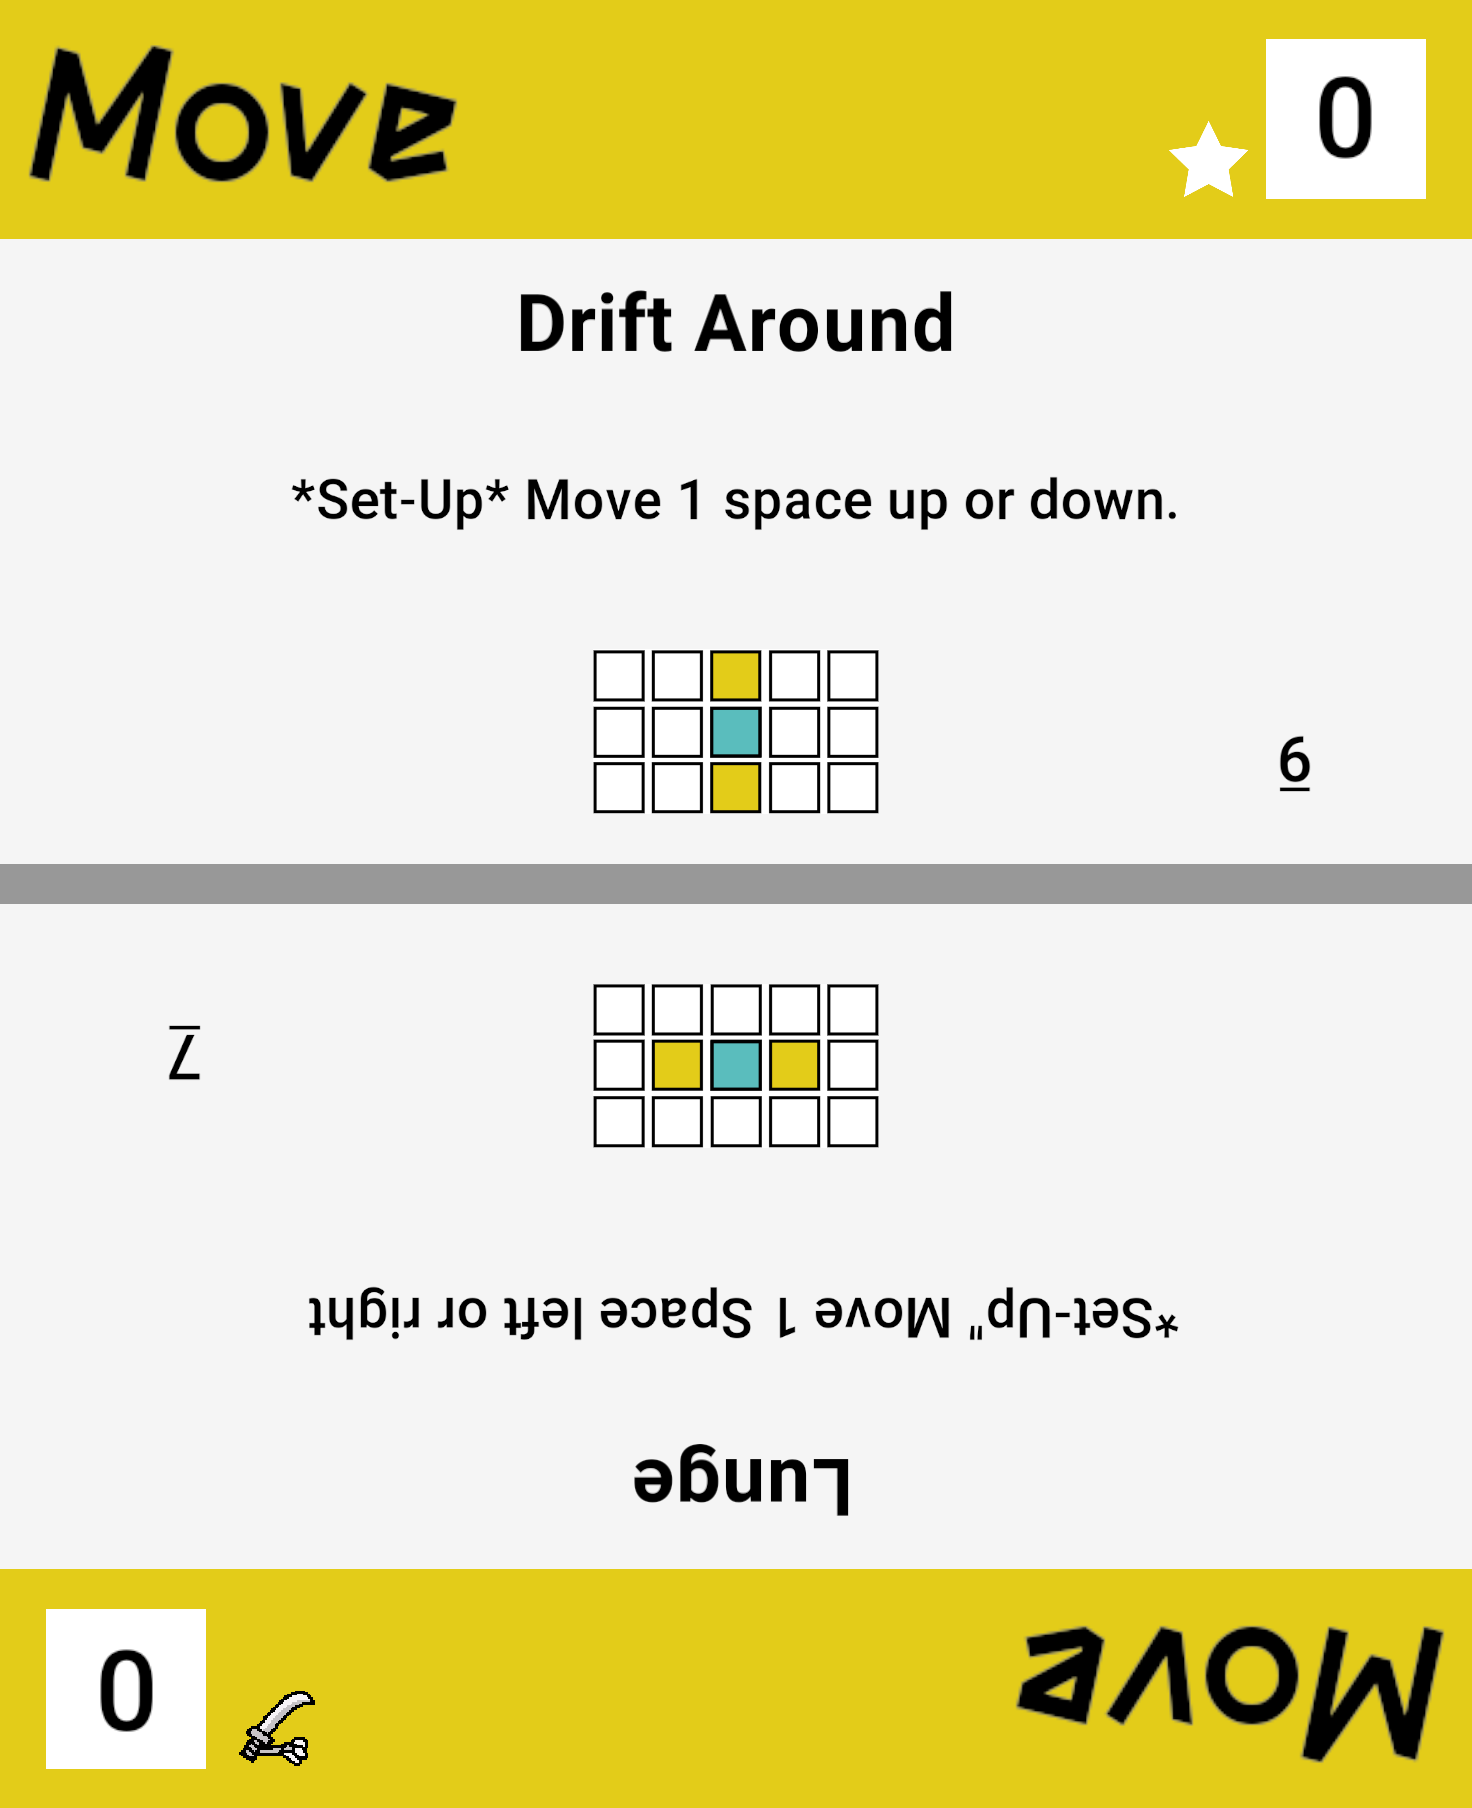 Move
0
Drift Around
*Set-Up* Move 1 space up or down.
6
Move
0
Lunge
*Set-Up" Move 1 Space left or right
7